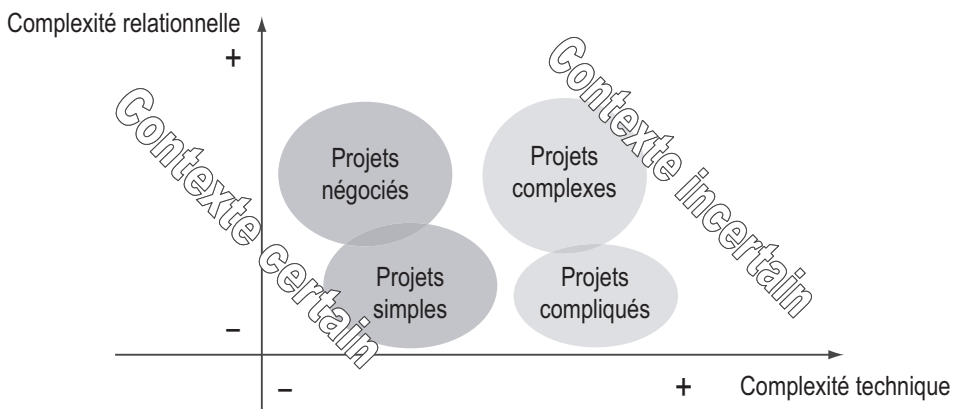 Complexité relationnelle
+
Contexte certain
Contexte incertain
Projets
négociés
Projets
complexes
Projets
simples
Projets
compliqués
–
–
+
Complexité technique